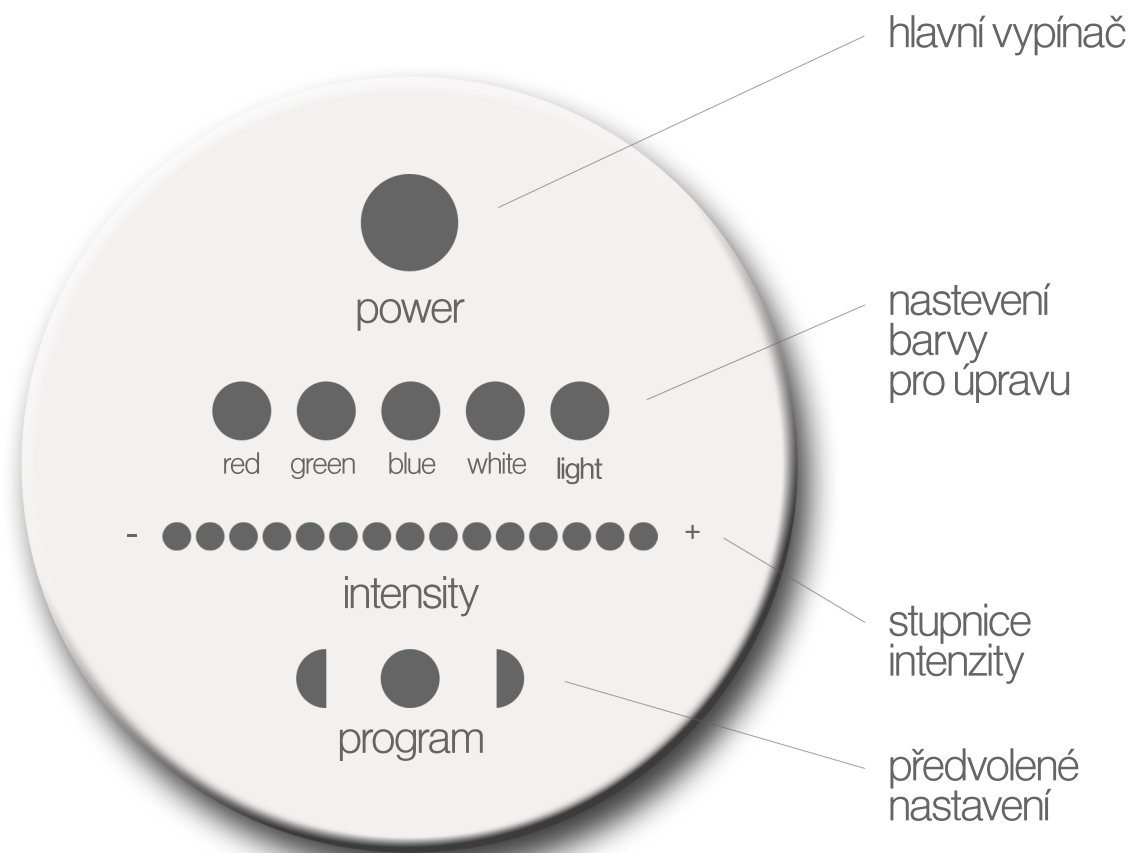 hlavní vypínač
power
nastevení
barvy
pro úpravu
red green blue white light
- +
intensity
stupnice
intenzity
program
předvolené
nastavení